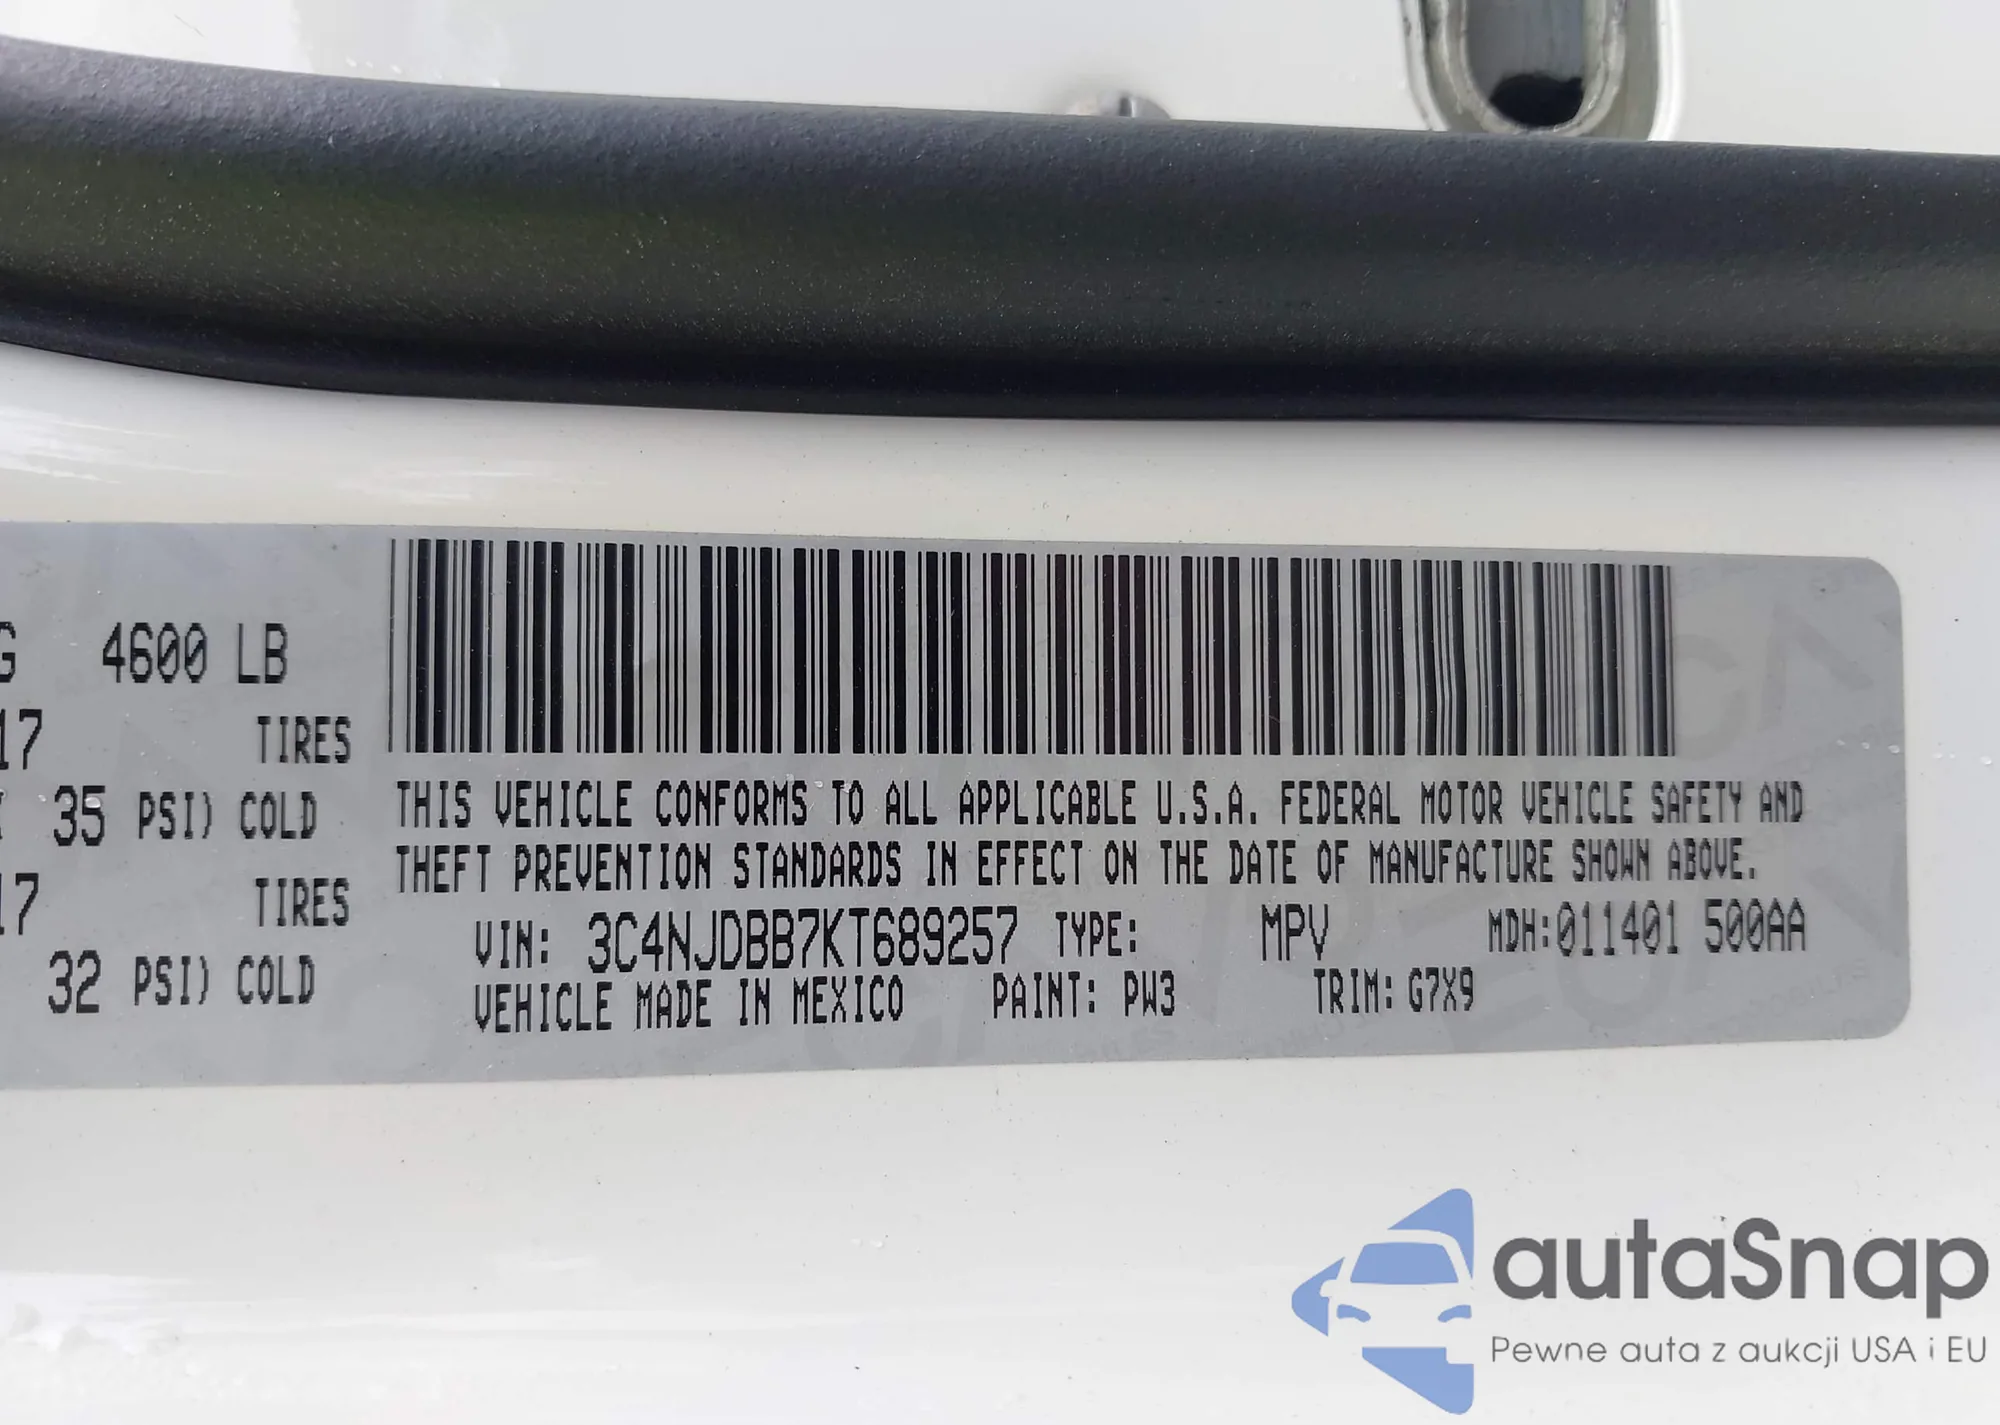 G 4600 LB
17 TIRES
35 PSI) COLD
17 TIRES
32 PSI) COLD
THIS VEHICLE CONFORMS TO ALL APPLICABLE U.S.A. FEDERAL MOTOR VEHICLE SAFETY AND
THEFT PREVENTION STANDARDS IN EFFECT ON THE DATE OF MANUFACTURE SHOWN ABOVE.
VIN: 3C4NJDBB7KT689257 TYPE: MPV MDH:011401 500AA
VEHICLE MADE IN MEXICO PAINT: PW3 TRIM: G7X9
autaSnap
Pewne auta z aukcji USA i EU